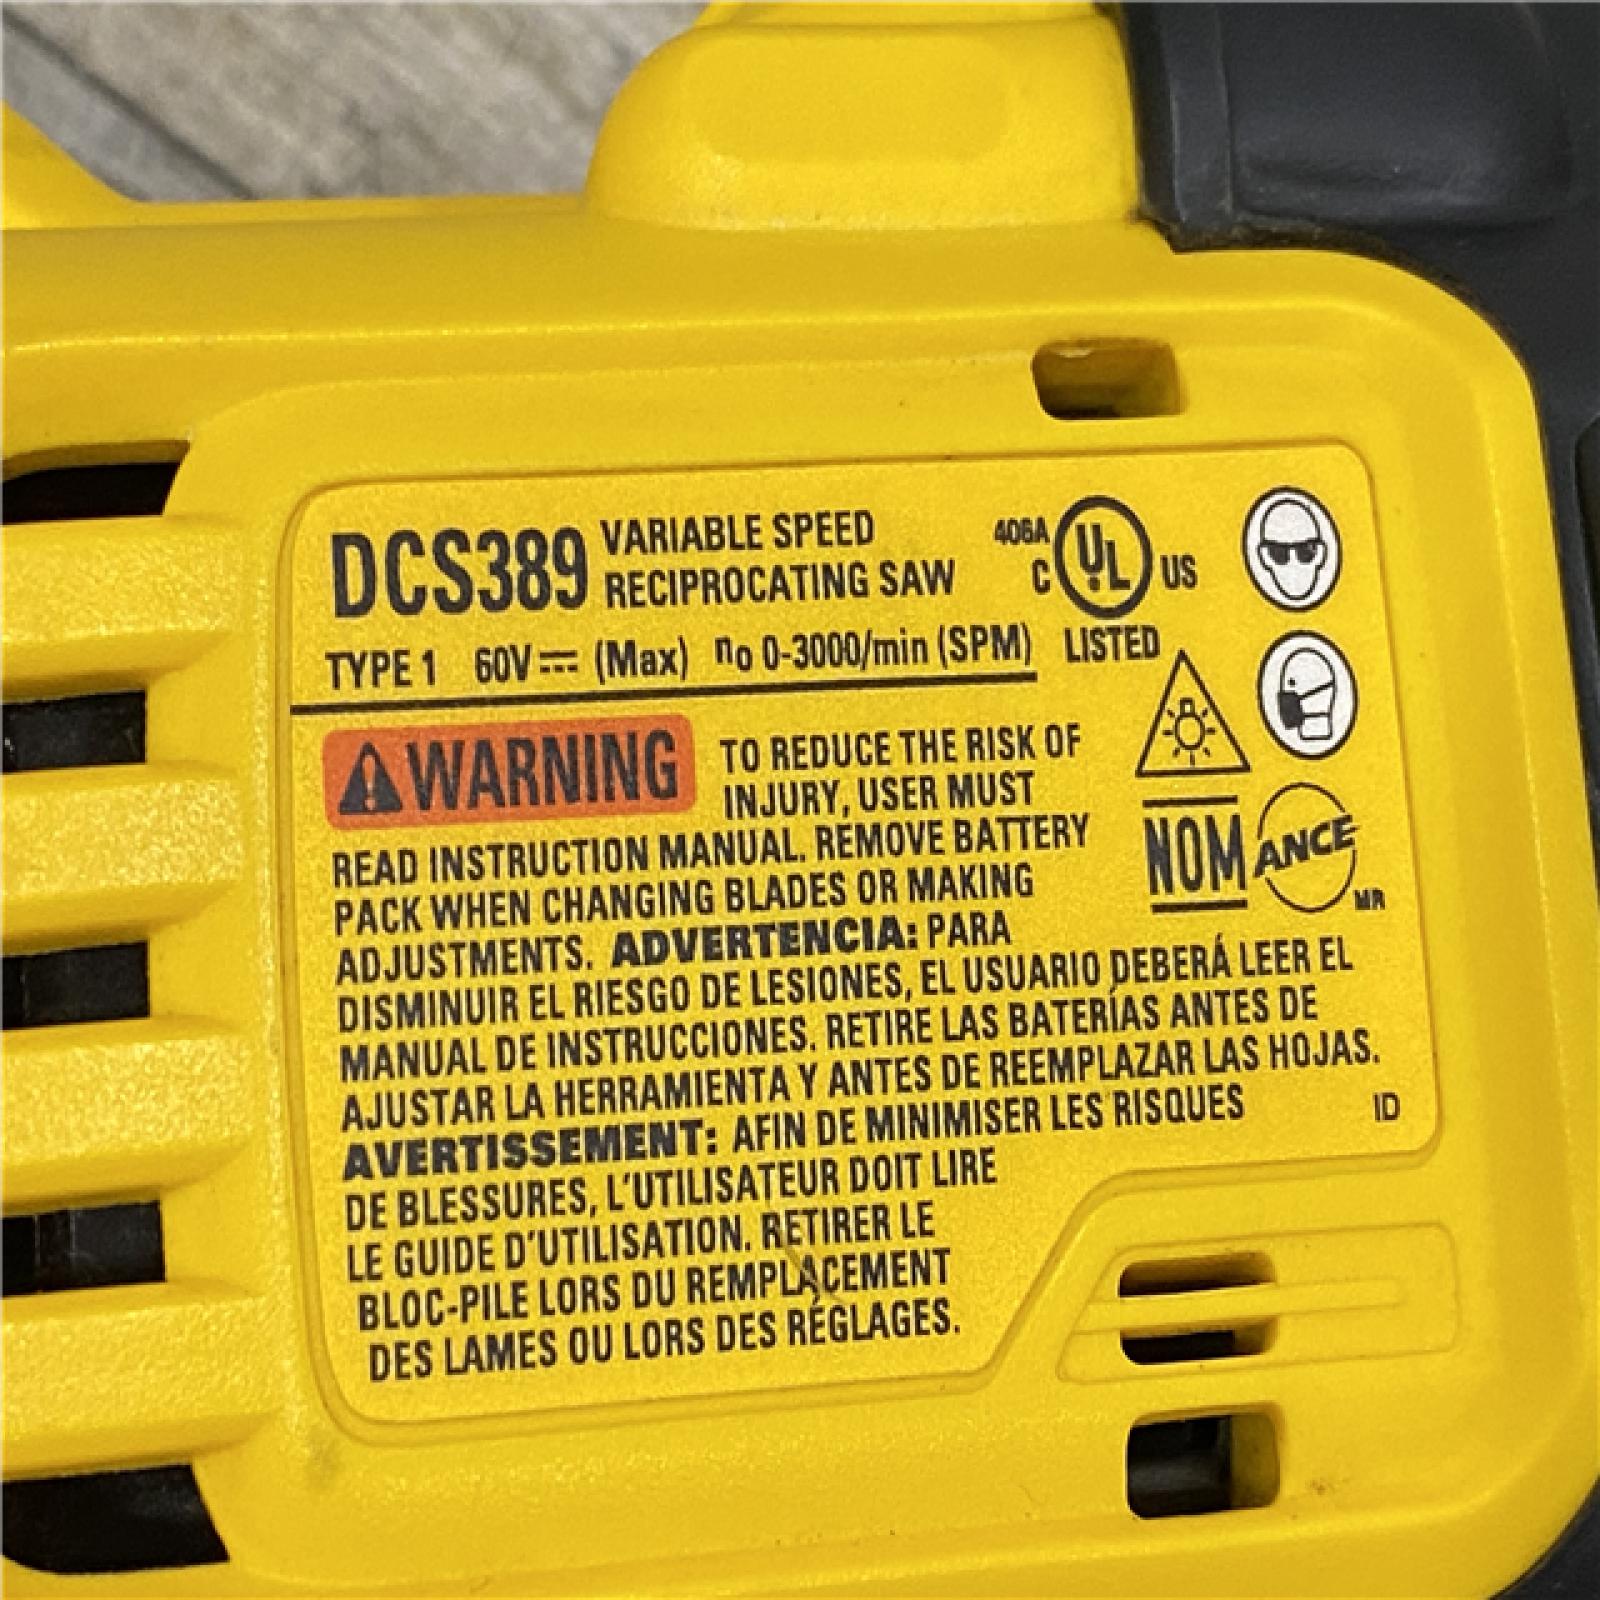 DCS389 VARIABLE SPEED
RECIPROCATING SAW
406A
C UL US
LISTED
TYPE 1 60V⎓ (Max) no 0-3000/min (SPM)
WARNING TO REDUCE THE RISK OF
INJURY, USER MUST
READ INSTRUCTION MANUAL. REMOVE BATTERY
PACK WHEN CHANGING BLADES OR MAKING
ADJUSTMENTS. ADVERTENCIA: PARA
DISMINUIR EL RIESGO DE LESIONES, EL USUARIO DEBERÁ LEER EL
MANUAL DE INSTRUCCIONES. RETIRE LAS BATERÍAS ANTES DE
AJUSTAR LA HERRAMIENTA Y ANTES DE REEMPLAZAR LAS HOJAS.
AVERTISSEMENT: AFIN DE MINIMISER LES RISQUES
DE BLESSURES, L'UTILISATEUR DOIT LIRE
LE GUIDE D'UTILISATION. RETIRER LE
BLOC-PILE LORS DU REMPLACEMENT
DES LAMES OU LORS DES RÉGLAGES.
NOM ANCE
MR
ID